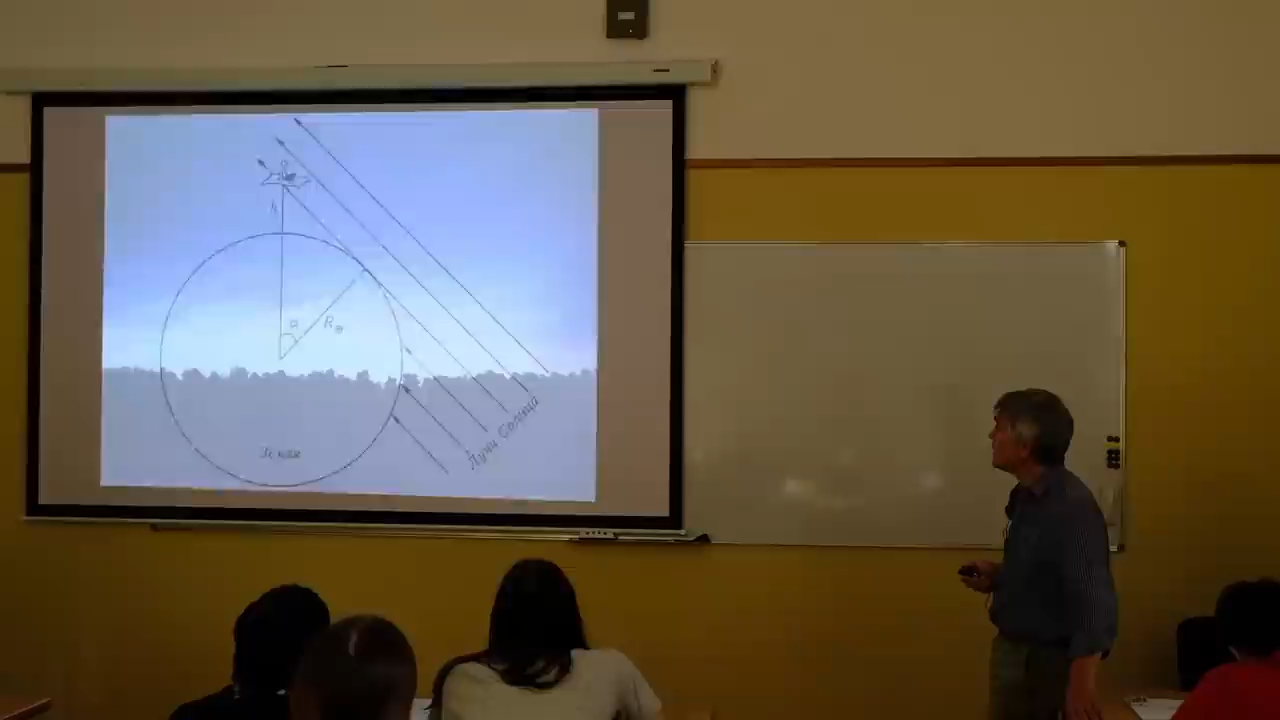 h
α
R⊕
Земля
Лучи Солнца